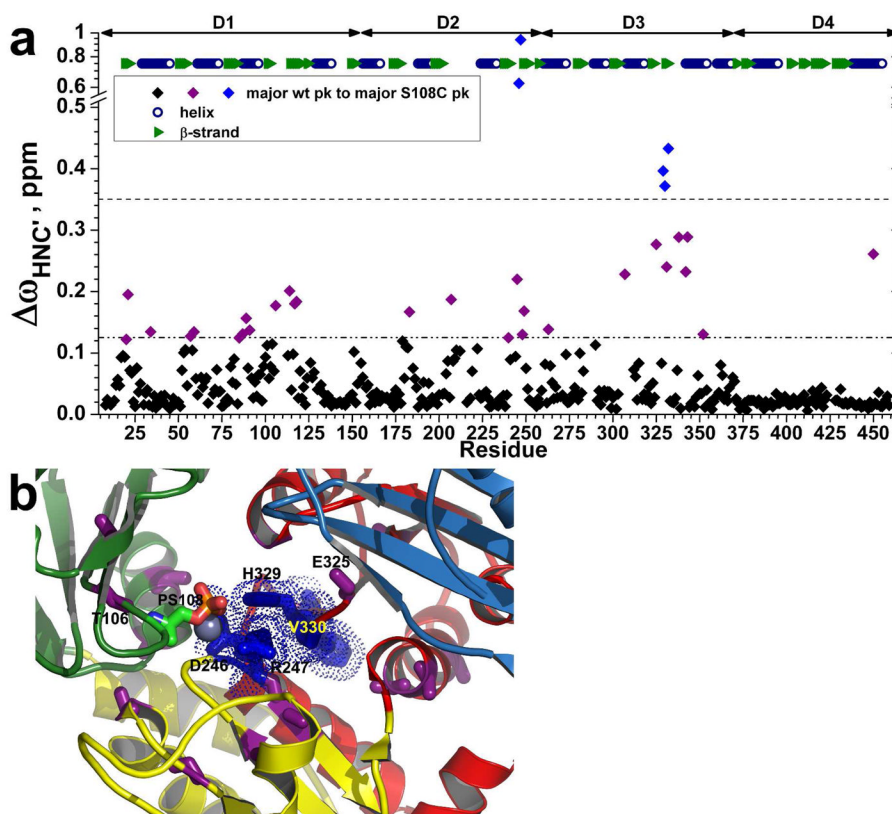 a
D1 D2 D3 D4
1
0.8
0.6
0.5
0.4
0.3
0.2
0.1
0.0
ΔωHNC' , ppm
major wt pk to major S108C pk
helix
β-strand
25 50 75 100 125 150 175 200 225 250 275 300 325 350 375 400 425 450
Residue
b
H329
E325
PS108
T106
V330
D246
R247